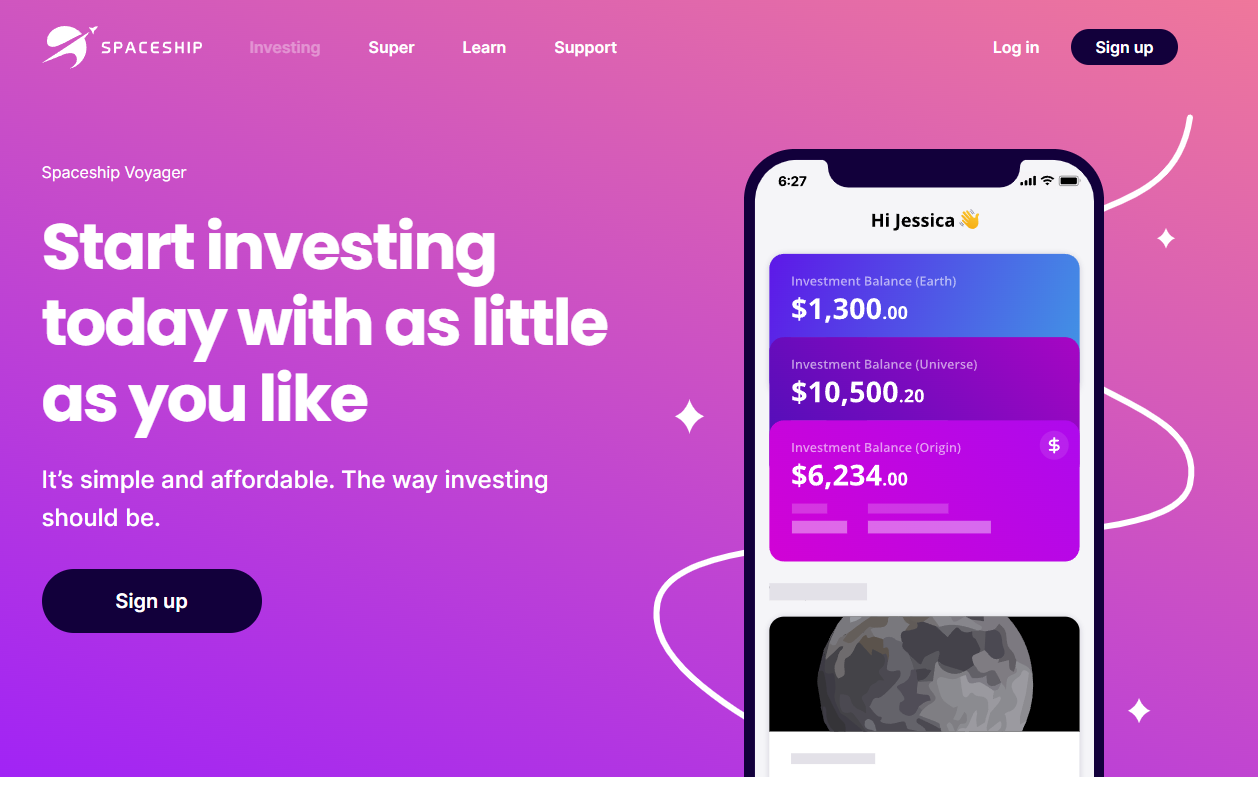 SPACESHIP
Investing
Super
Learn
Support
Log in
Sign up
Spaceship Voyager
Start investing
today with as little
as you like
It’s simple and affordable. The way investing
should be.
Sign up
6:27
Hi Jessica 👋
Investment Balance (Earth)
$1,300.00
Investment Balance (Universe)
$10,500.20
Investment Balance (Origin)
$
$6,234.00